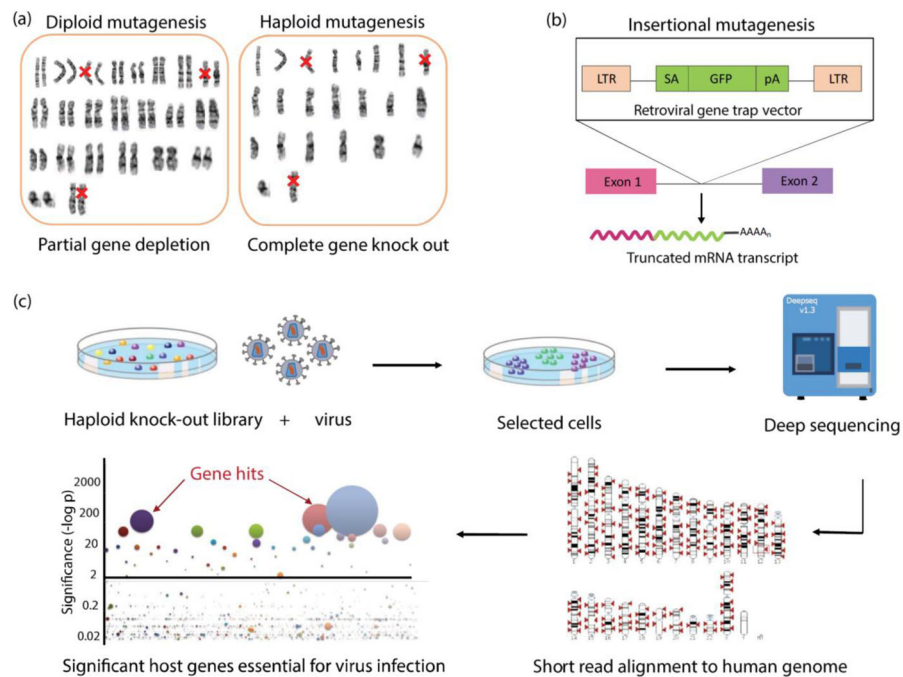 (a)
Diploid mutagenesis
Haploid mutagenesis
Partial gene depletion
Complete gene knock out
(b)
Insertional mutagenesis
LTR
SA
GFP
pA
LTR
Retroviral gene trap vector
Exon 1
Exon 2
AAAAn
Truncated mRNA transcript
(c)
Deepseq
v1.3
Haploid knock-out library + virus
Selected cells
Deep sequencing
Gene hits
Significance (-log p)
2000
200
20
2
0.2
0.02
Significant host genes essential for virus infection
Short read alignment to human genome